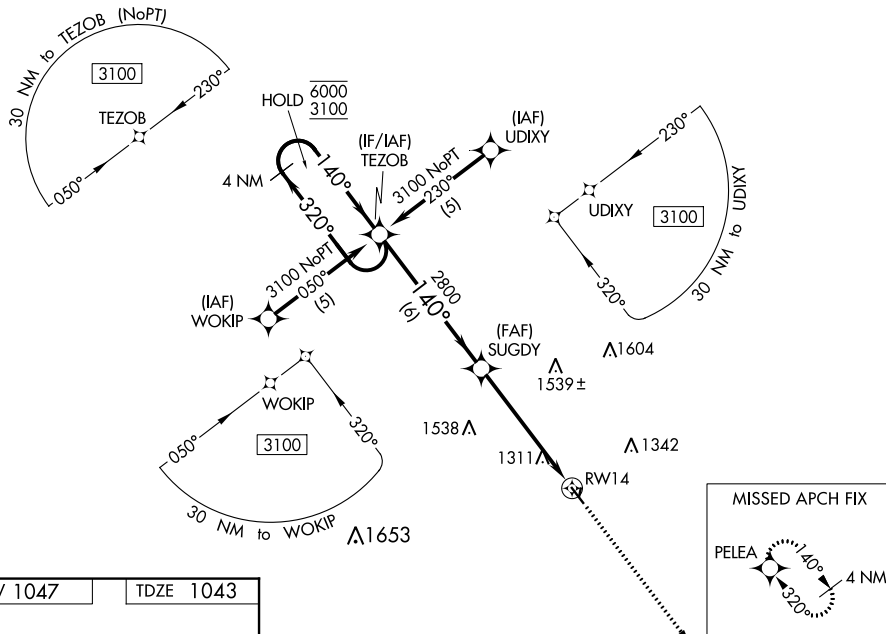 30 NM to TEZOB (NoPT)
3100
230°
TEZOB
050°
HOLD
6000
3100
(IF/IAF)
TEZOB
(IAF)
UDIXY
4 NM
140°
320°
3100 NoPT
230°
(5)
3100 NoPT
050°
(5)
(IAF)
WOKIP
230°
UDIXY
3100
320°
30 NM to UDIXY
2800
140°
(6)
(FAF)
SUGDY
1604
1539±
1538
1311
1342
RW14
WOKIP
050°
320°
3100
30 NM to WOKIP
1653
MISSED APCH FIX
PELEA
140°
320°
4 NM
1047
TDZE 1043